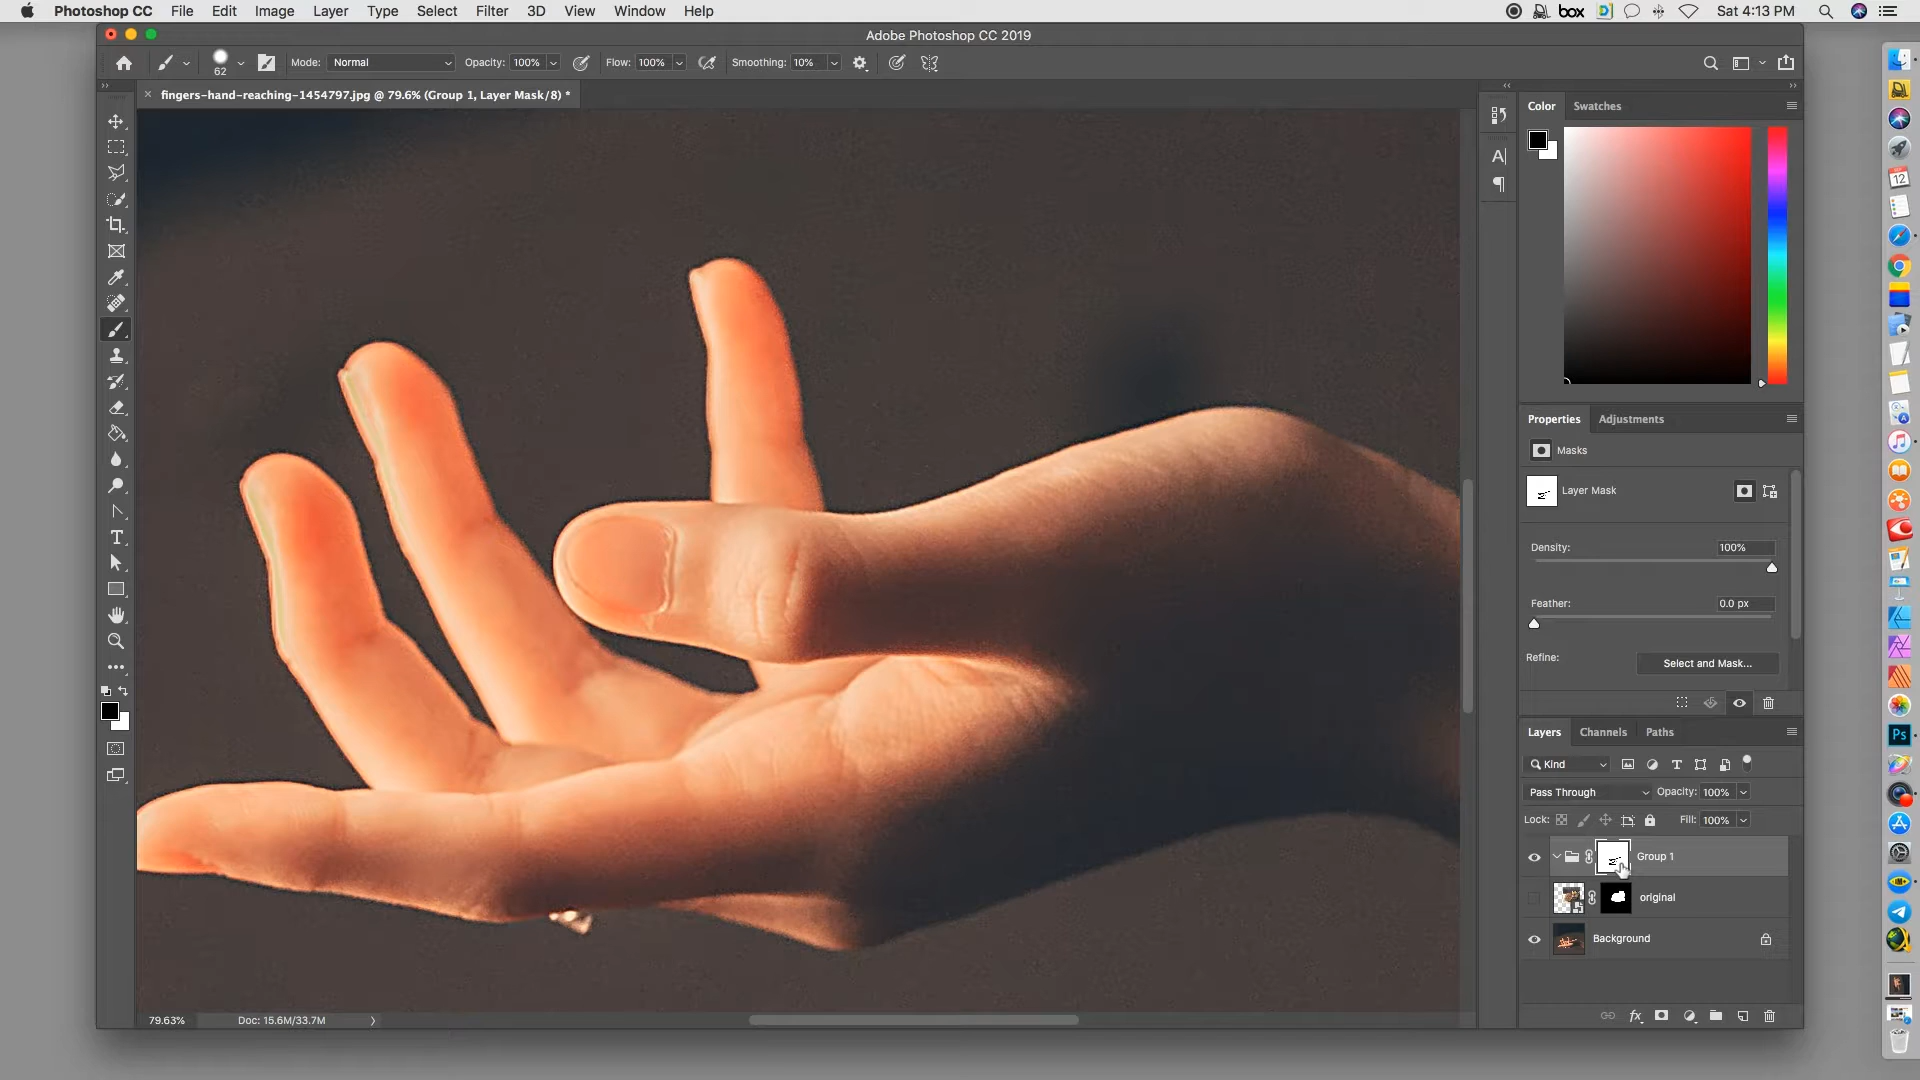 Photoshop CC File Edit Image Layer Type Select Filter 3D View Window Help box Sat 4:13 PM
Adobe Photoshop CC 2019
62 Mode: Normal Opacity: 100% Flow: 100% Smoothing: 10%
fingers-hand-reaching-1454797.jpg @ 79.6% (Group 1, Layer Mask/8) *
Color Swatches
Properties Adjustments
Masks
Layer Mask
Density: 100%
Feather: 0.0 px
Refine: Select and Mask...
Layers Channels Paths
Kind
Pass Through Opacity: 100%
Lock: Fill: 100%
Group 1
original
Background
79.63% Doc: 15.6M/33.7M